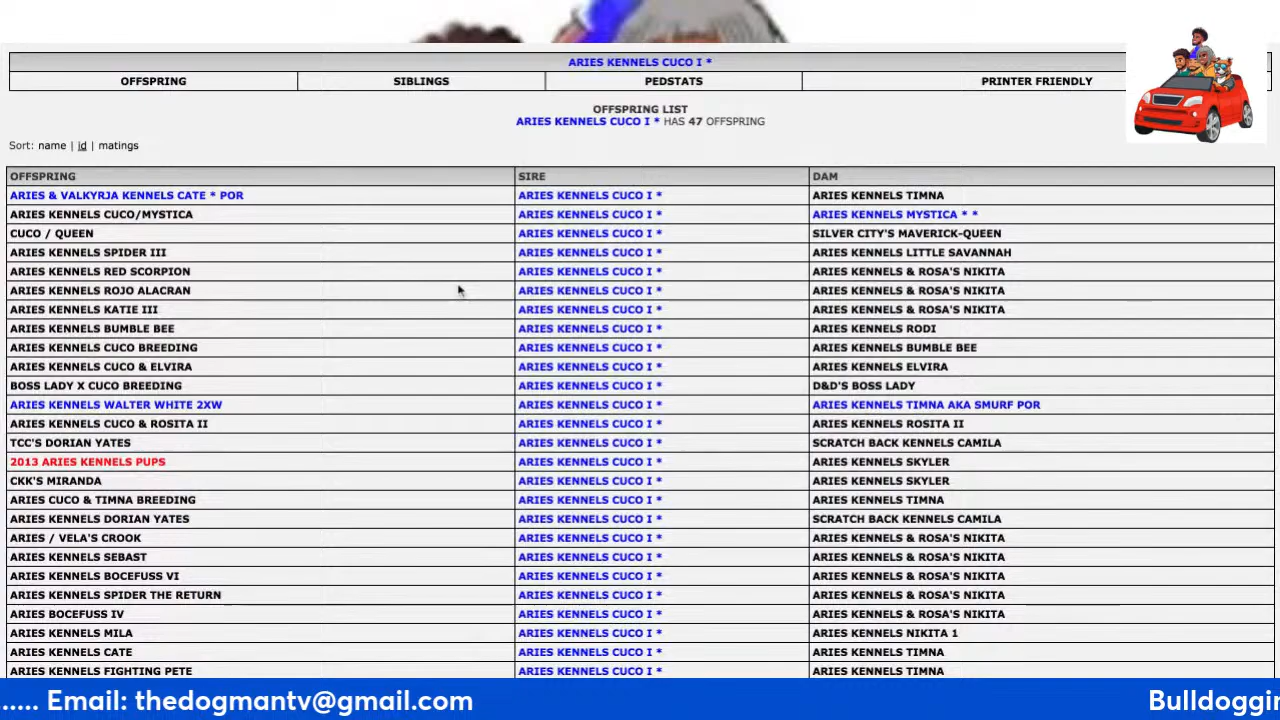 ARIES KENNELS CUCO I *
OFFSPRING SIBLINGS PEDSTATS PRINTER FRIENDLY
OFFSPRING LIST
ARIES KENNELS CUCO I * HAS 47 OFFSPRING
Sort: name | id | matings
OFFSPRING SIRE DAM
ARIES & VALKYRJA KENNELS CATE * POR ARIES KENNELS CUCO I * ARIES KENNELS TIMNA
ARIES KENNELS CUCO/MYSTICA ARIES KENNELS CUCO I * ARIES KENNELS MYSTICA * *
CUCO / QUEEN ARIES KENNELS CUCO I * SILVER CITY'S MAVERICK-QUEEN
ARIES KENNELS SPIDER III ARIES KENNELS CUCO I * ARIES KENNELS LITTLE SAVANNAH
ARIES KENNELS RED SCORPION ARIES KENNELS CUCO I * ARIES KENNELS & ROSA'S NIKITA
ARIES KENNELS ROJO ALACRAN ARIES KENNELS CUCO I * ARIES KENNELS & ROSA'S NIKITA
ARIES KENNELS KATIE III ARIES KENNELS CUCO I * ARIES KENNELS & ROSA'S NIKITA
ARIES KENNELS BUMBLE BEE ARIES KENNELS CUCO I * ARIES KENNELS RODI
ARIES KENNELS CUCO BREEDING ARIES KENNELS CUCO I * ARIES KENNELS BUMBLE BEE
ARIES KENNELS CUCO & ELVIRA ARIES KENNELS CUCO I * ARIES KENNELS ELVIRA
BOSS LADY X CUCO BREEDING ARIES KENNELS CUCO I * D&D'S BOSS LADY
ARIES KENNELS WALTER WHITE 2XW ARIES KENNELS CUCO I * ARIES KENNELS TIMNA AKA SMURF POR
ARIES KENNELS CUCO & ROSITA II ARIES KENNELS CUCO I * ARIES KENNELS ROSITA II
TCC'S DORIAN YATES ARIES KENNELS CUCO I * SCRATCH BACK KENNELS CAMILA
2013 ARIES KENNELS PUPS ARIES KENNELS CUCO I * ARIES KENNELS SKYLER
CKK'S MIRANDA ARIES KENNELS CUCO I * ARIES KENNELS SKYLER
ARIES CUCO & TIMNA BREEDING ARIES KENNELS CUCO I * ARIES KENNELS TIMNA
ARIES KENNELS DORIAN YATES ARIES KENNELS CUCO I * SCRATCH BACK KENNELS CAMILA
ARIES / VELA'S CROOK ARIES KENNELS CUCO I * ARIES KENNELS & ROSA'S NIKITA
ARIES KENNELS SEBAST ARIES KENNELS CUCO I * ARIES KENNELS & ROSA'S NIKITA
ARIES KENNELS BOCEFUSS VI ARIES KENNELS CUCO I * ARIES KENNELS & ROSA'S NIKITA
ARIES KENNELS SPIDER THE RETURN ARIES KENNELS CUCO I * ARIES KENNELS & ROSA'S NIKITA
ARIES BOCEFUSS IV ARIES KENNELS CUCO I * ARIES KENNELS & ROSA'S NIKITA
ARIES KENNELS MILA ARIES KENNELS CUCO I * ARIES KENNELS NIKITA 1
ARIES KENNELS CATE ARIES KENNELS CUCO I * ARIES KENNELS TIMNA
ARIES KENNELS FIGHTING PETE ARIES KENNELS CUCO I * ARIES KENNELS TIMNA
...... Email: thedogmantv@gmail.com Bulldoggin